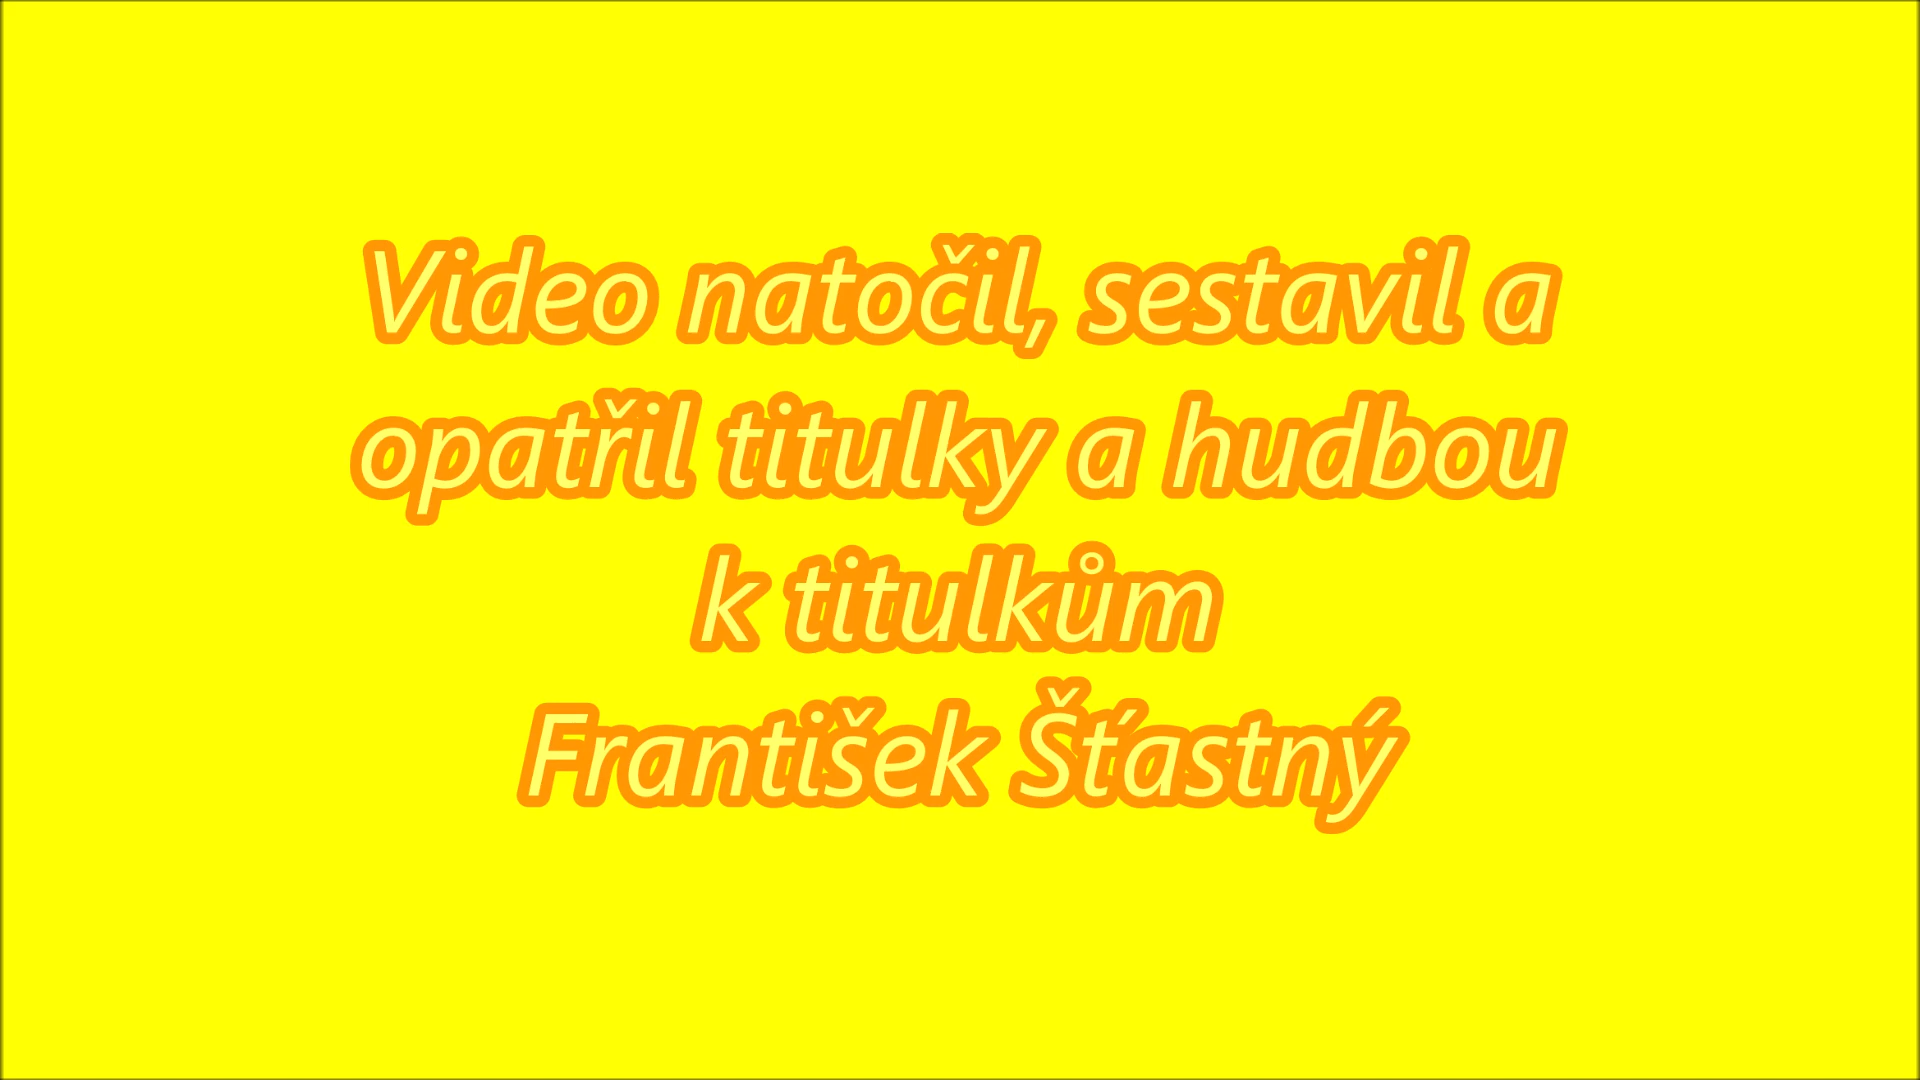 Video natočil, sestavil a
opatřil titulky a hudbou
k titulkům
František Šťastný